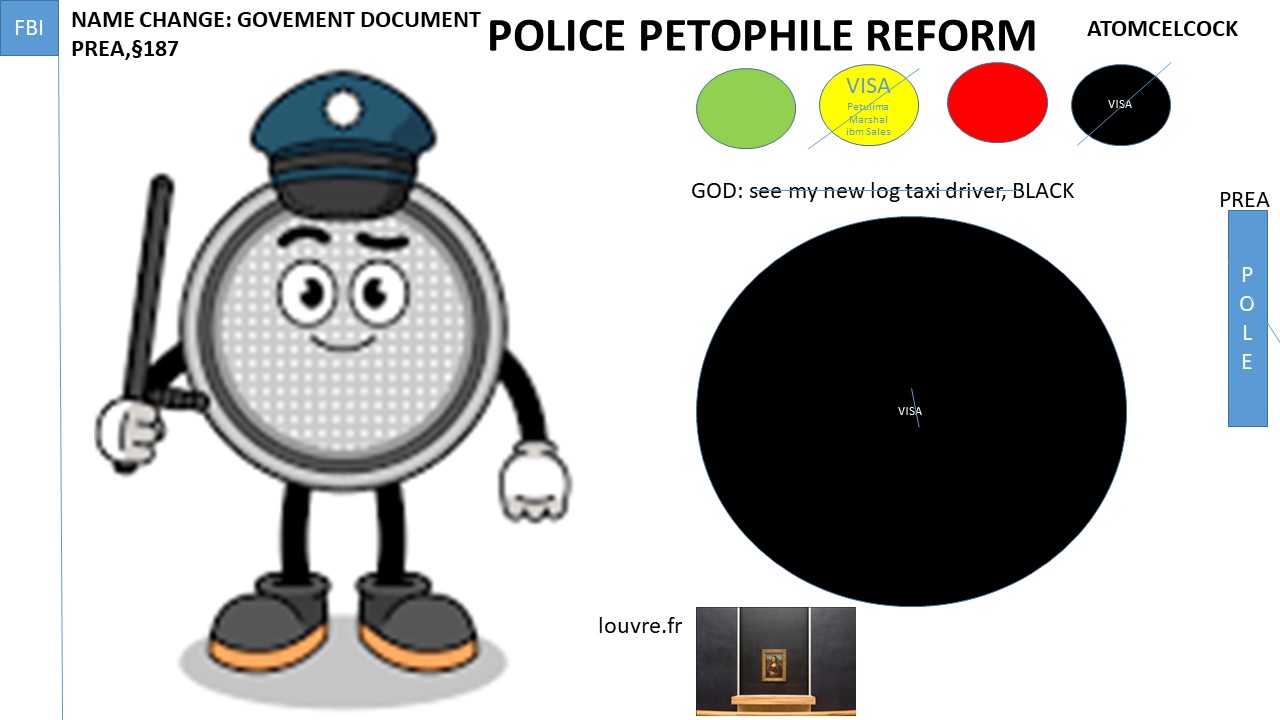 FBI
NAME CHANGE: GOVEMENT DOCUMENT
PREA,§187
POLICE PETOPHILE REFORM
ATOMCELCOCK
VISA
Petulima
Marshal
ibm Sales
VISA
GOD: see my new log taxi driver, BLACK
PREA
P
O
L
E
VISA
louvre.fr